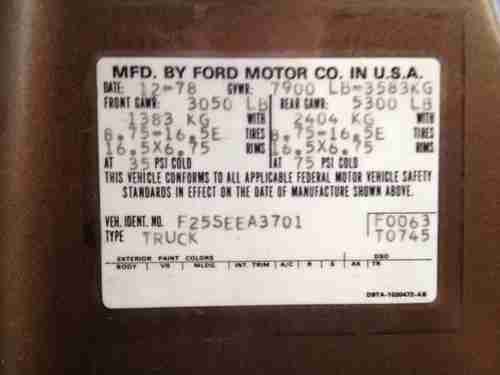 MFD. BY FORD MOTOR CO. IN U.S.A.
DATE: 12-78 GVWR: 7900 LB=3583KG
FRONT GAWR: 3050 LB REAR GAWR: 5300 LB
1383 KG WITH 2404 KG WITH
8.75-16.5E TIRES 8.75-16.5E TIRES
16.5X6.75 RIMS 16.5X6.75 RIMS
AT 35 PSI COLD AT 75 PSI COLD
THIS VEHICLE CONFORMS TO ALL APPLICABLE FEDERAL MOTOR VEHICLE SAFETY
STANDARDS IN EFFECT ON THE DATE OF MANUFACTURE SHOWN ABOVE.
VEH. IDENT. NO. F25SEEA3701 F0063
TYPE TRUCK T0745
EXTERIOR PAINT COLORS DSO
BODY VR MLDG. INT. TRIM A/C R S AX TR
D8TA-1020472-AB